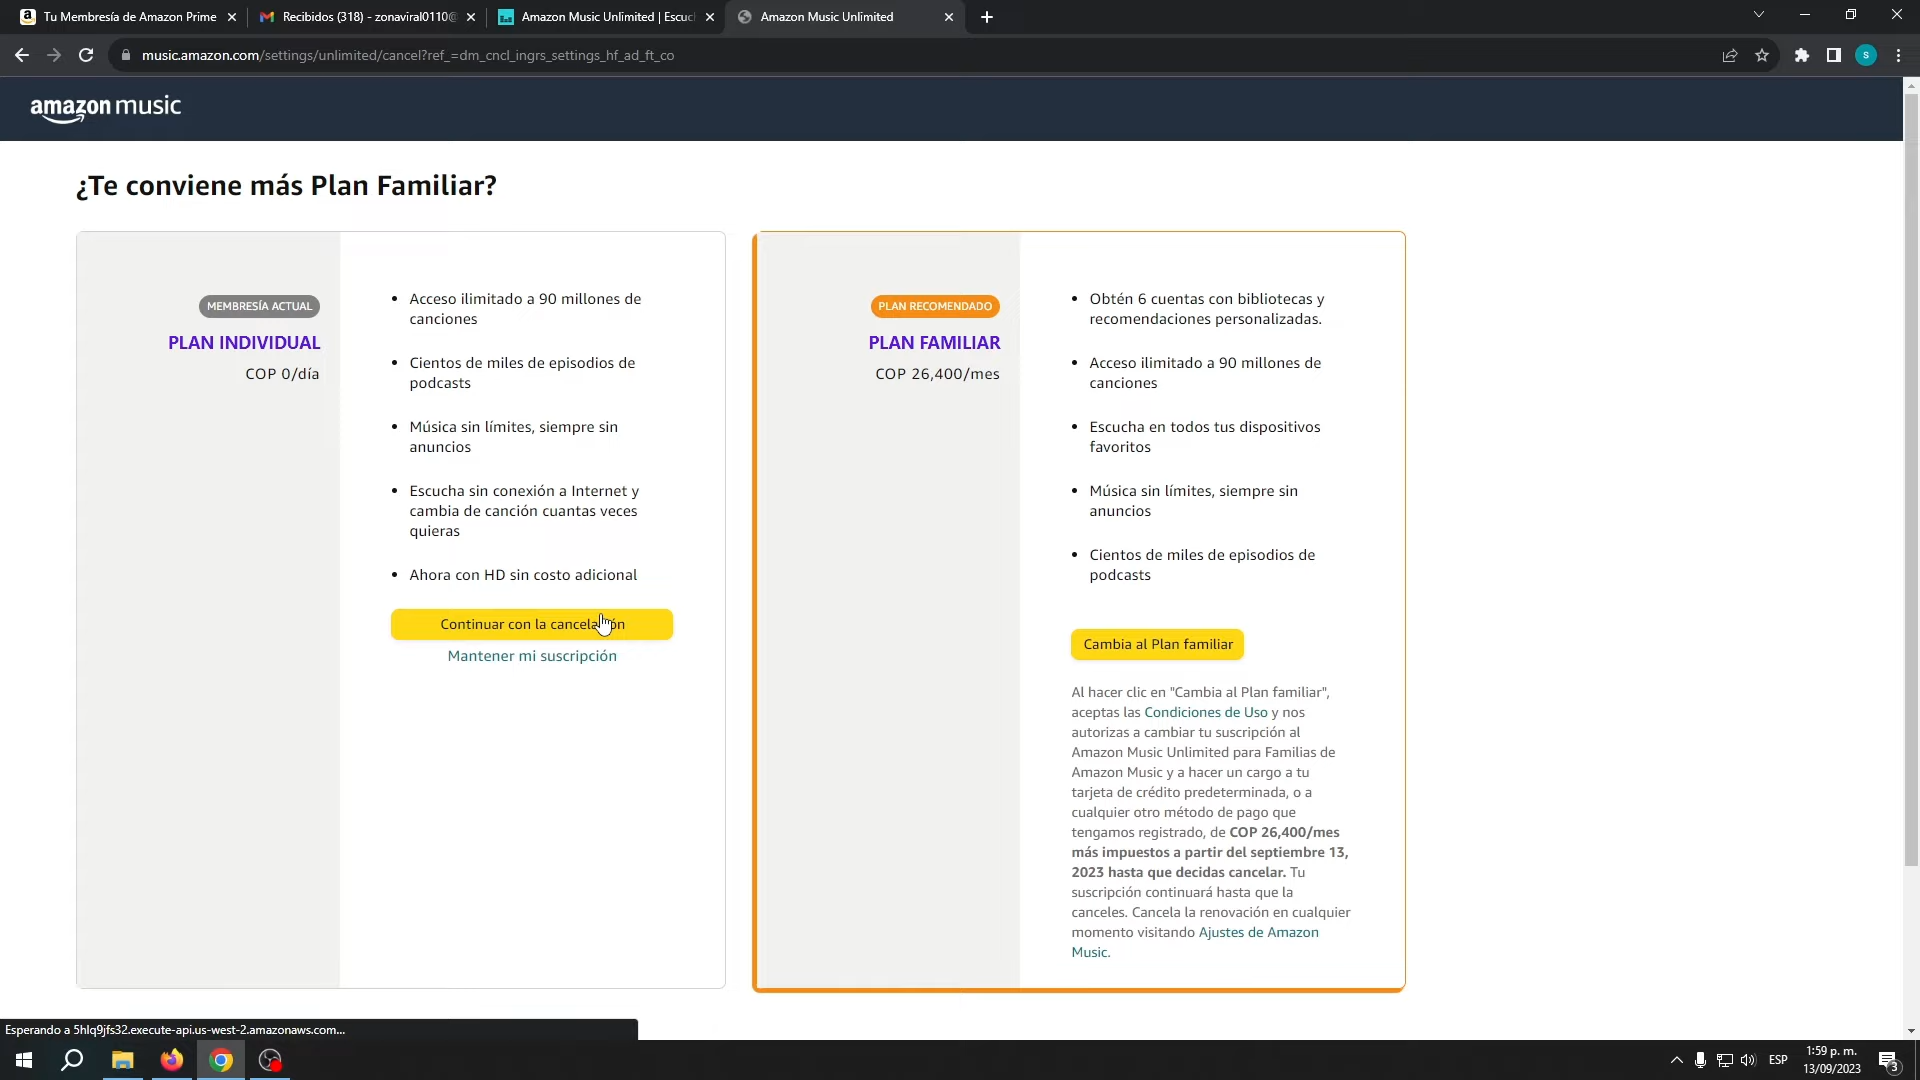 Tu Membresía de Amazon Prime
Recibidos (318) - zonaviral0110@
Amazon Music Unlimited | Escuc
Amazon Music Unlimited
music.amazon.com/settings/unlimited/cancel?ref_=dm_cncl_ingrs_settings_hf_ad_ft_co
S
amazon music
¿Te conviene más Plan Familiar?
MEMBRESÍA ACTUAL
PLAN INDIVIDUAL
COP 0/día
• Acceso ilimitado a 90 millones de
canciones
• Cientos de miles de episodios de
podcasts
• Música sin límites, siempre sin
anuncios
• Escucha sin conexión a Internet y
cambia de canción cuantas veces
quieras
• Ahora con HD sin costo adicional
Continuar con la cancelación
Mantener mi suscripción
PLAN RECOMENDADO
PLAN FAMILIAR
COP 26,400/mes
• Obtén 6 cuentas con bibliotecas y
recomendaciones personalizadas.
• Acceso ilimitado a 90 millones de
canciones
• Escucha en todos tus dispositivos
favoritos
• Música sin límites, siempre sin
anuncios
• Cientos de miles de episodios de
podcasts
Cambia al Plan familiar
Al hacer clic en "Cambia al Plan familiar",
aceptas las Condiciones de Uso y nos
autorizas a cambiar tu suscripción al
Amazon Music Unlimited para Familias de
Amazon Music y a hacer un cargo a tu
tarjeta de crédito predeterminada, o a
cualquier otro método de pago que
tengamos registrado, de COP 26,400/mes
más impuestos a partir del septiembre 13,
2023 hasta que decidas cancelar. Tu
suscripción continuará hasta que la
canceles. Cancela la renovación en cualquier
momento visitando Ajustes de Amazon
Music.
Esperando a 5hlq9jfs32.execute-api.us-west-2.amazonaws.com...
ESP
1:59 p. m.
13/09/2023
3